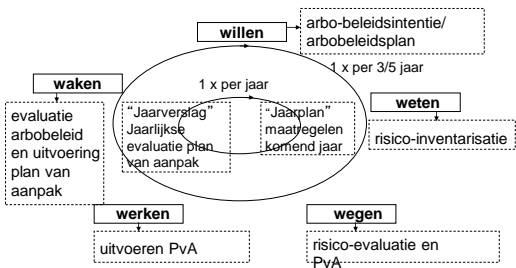 willen
arbo-beleidsintentie/
arbobeleidsplan
1 x per 3/5 jaar
waken
1 x per jaar
weten
evaluatie
arbobeleid
en uitvoering
plan van
aanpak
“Jaarverslag”
Jaarlijkse
evaluatie plan
van aanpak
“Jaarplan”
maatregelen
komend jaar
risico-inventarisatie
werken
wegen
uitvoeren PvA
risico-evaluatie en
PvA